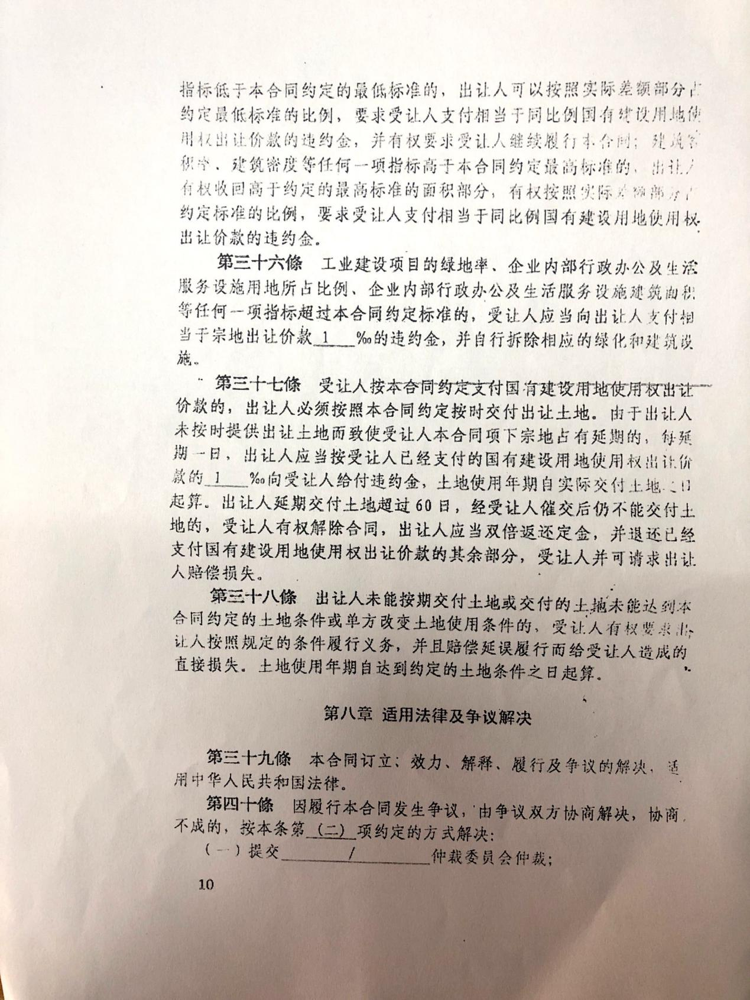 指标低于本合同约定的最低标准的，出让人可以按照实际差额部分占
约定最低标准的比例，要求受让人支付相当于同比例国有建设用地使
用权出让价款的违约金，并有权要求受让人继续履行本合同；建筑容
积率、建筑密度等任何一项指标高于本合同约定最高标准的，出让人
有权收回高于约定的最高标准的面积部分，有权按照实际差额部分占
约定标准的比例，要求受让人支付相当于同比例国有建设用地使用权
出让价款的违约金。
第三十六條 工业建设项目的绿地率、企业内部行政办公及生活
服务设施用地所占比例、企业内部行政办公及生活服务设施建筑面积
等任何一项指标超过本合同约定标准的，受让人应当向出让人支付相
当于宗地出让价款 1 ‰的违约金，并自行拆除相应的绿化和建筑设
施。
第三十七條 受让人按本合同约定支付国有建设用地使用权出让
价款的，出让人必须按照本合同约定按时交付出让土地。由于出让人
未按时提供出让土地而致使受让人本合同项下宗地占有延期的，每延
期一日，出让人应当按受让人已经支付的国有建设用地使用权出让价
款的 1 ‰向受让人给付违约金，土地使用年期自实际交付土地之日
起算。出让人延期交付土地超过60日，经受让人催交后仍不能交付土
地的，受让人有权解除合同，出让人应当双倍返还定金，并退还已经
支付国有建设用地使用权出让价款的其余部分，受让人并可请求出让
人赔偿损失。
第三十八條 出让人未能按期交付土地或交付的土地未能达到本
合同约定的土地条件或单方改变土地使用条件的，受让人有权要求出
让人按照规定的条件履行义务，并且赔偿延误履行而给受让人造成的
直接损失。土地使用年期自达到约定的土地条件之日起算。
第八章 适用法律及争议解决
第三十九條 本合同订立；效力、解释、履行及争议的解决，适
用中华人民共和国法律。
第四十條 因履行本合同发生争议，由争议双方协商解决，协商
不成的，按本条第 (二) 项约定的方式解决：
（一）提交 / 仲裁委员会仲裁；
10